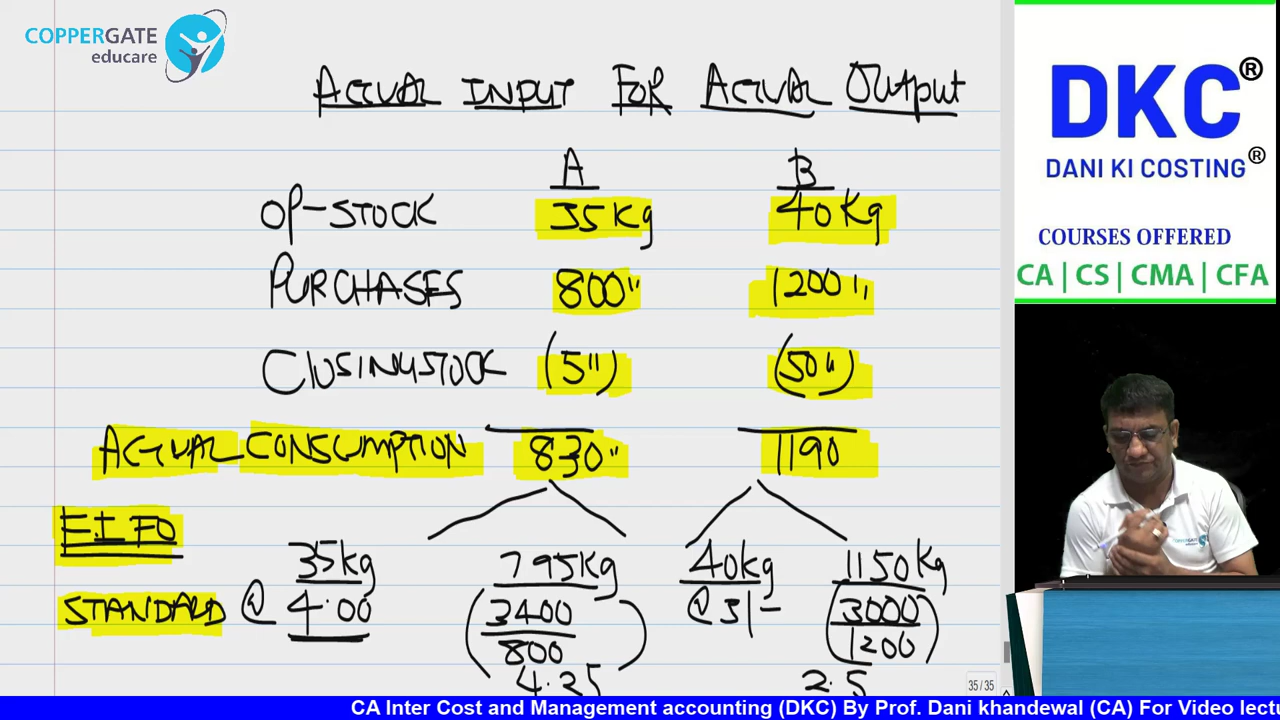 COPPERGATE
educare
ACTUAL INPUT FOR ACTUAL OUTPUT
A B
OP-STOCK 35Kg 40Kg
PURCHASES 800" 1200"
CLOSING STOCK (5") (50")
ACTUAL CONSUMPTION 830" 1190
F.I FO
35kg 795Kg 40kg 1150Kg
STANDARD @ 4.00 (3400/800) @3/- (3000/1200)
4.25 2.5
DKC®
DANI KI COSTING®
COURSES OFFERED
CA | CS | CMA | CFA
COPPERGATE
educare
35/35
CA Inter Cost and Management accounting (DKC) By Prof. Dani khandewal (CA) For Video lectu